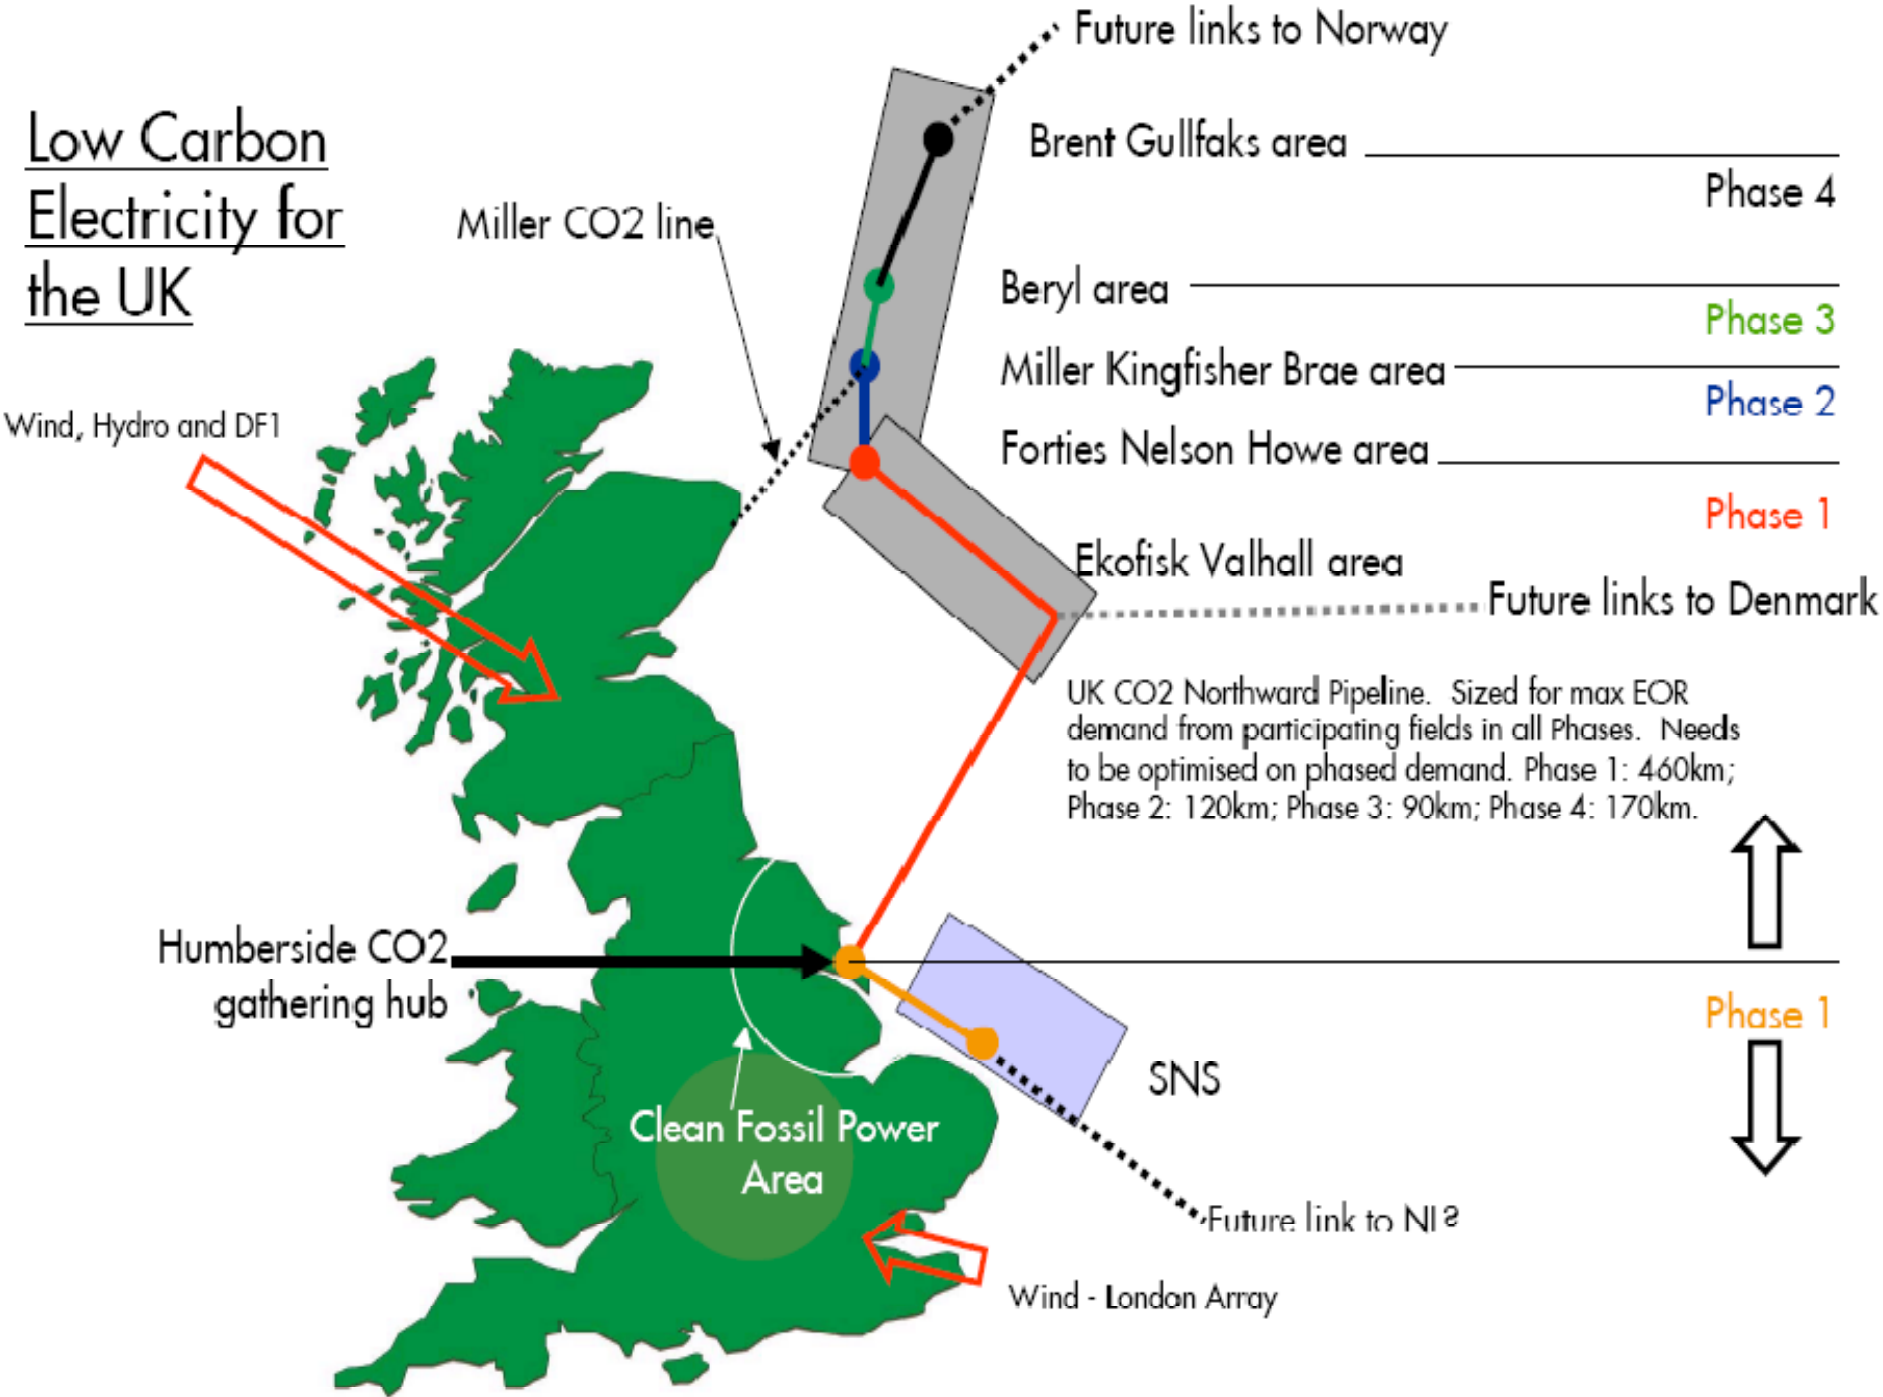 Future links to Norway
Low Carbon
Electricity for
the UK
Brent Gullfaks area
Phase 4
Miller CO2 line
Beryl area
Phase 3
Miller Kingfisher Brae area
Phase 2
Wind, Hydro and DF1
Forties Nelson Howe area
Phase 1
Ekofisk Valhall area
Future links to Denmark
UK CO2 Northward Pipeline. Sized for max EOR
demand from participating fields in all Phases. Needs
to be optimised on phased demand. Phase 1: 460km;
Phase 2: 120km; Phase 3: 90km; Phase 4: 170km.
Humberside CO2
gathering hub
Phase 1
SNS
Clean Fossil Power
Area
Future link to NI?
Wind - London Array